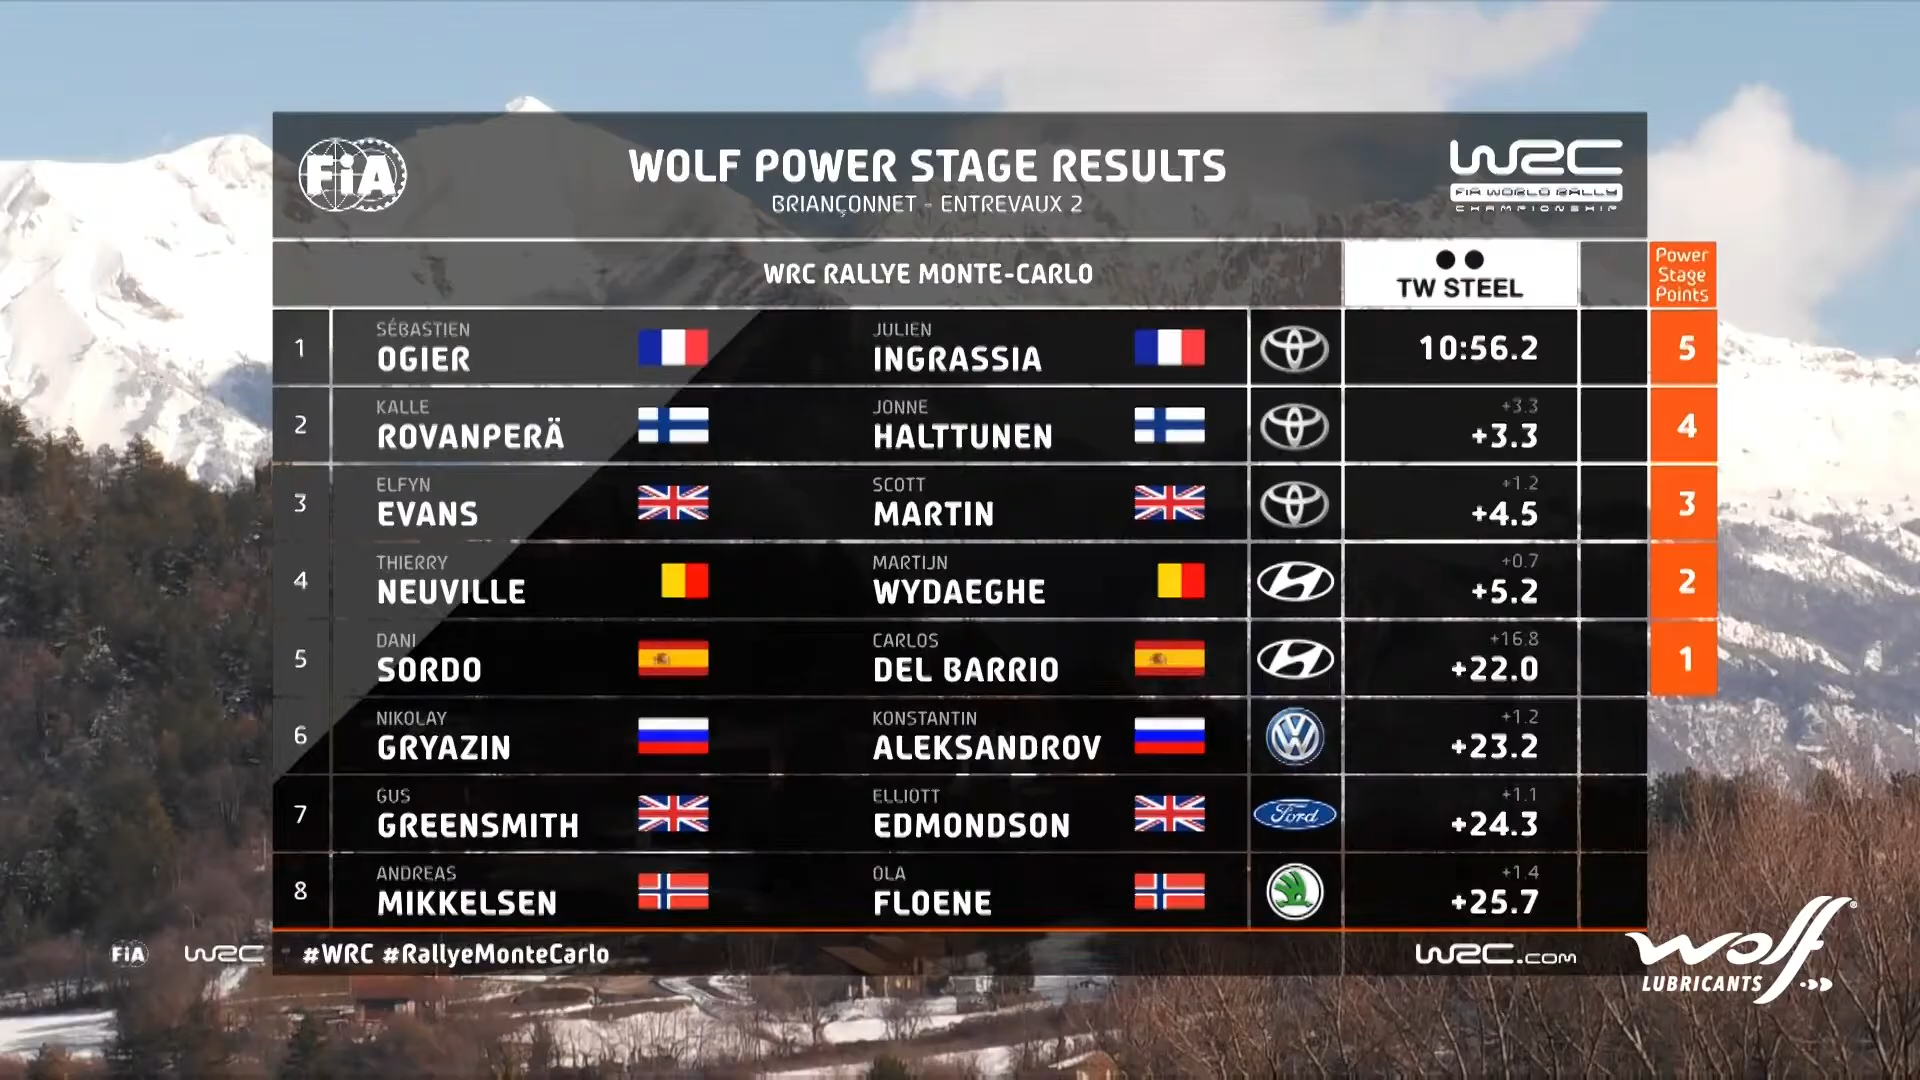 FiA
WOLF POWER STAGE RESULTS
BRIANÇONNET - ENTREVAUX 2
WRC
FIA WORLD RALLY
CHAMPIONSHIP
WRC RALLYE MONTE-CARLO
TW STEEL
Power
Stage
Points
1 SÉBASTIEN OGIER JULIEN INGRASSIA 10:56.2 5
2 KALLE ROVANPERÄ JONNE HALTTUNEN +3.3 +3.3 4
3 ELFYN EVANS SCOTT MARTIN +1.2 +4.5 3
4 THIERRY NEUVILLE MARTIJN WYDAEGHE +0.7 +5.2 2
5 DANI SORDO CARLOS DEL BARRIO +16.8 +22.0 1
6 NIKOLAY GRYAZIN KONSTANTIN ALEKSANDROV +1.2 +23.2
7 GUS GREENSMITH ELLIOTT EDMONDSON Ford +1.1 +24.3
8 ANDREAS MIKKELSEN OLA FLOENE +1.4 +25.7
FiA WRC #WRC #RallyeMonteCarlo WRC.com
wolf
LUBRICANTS